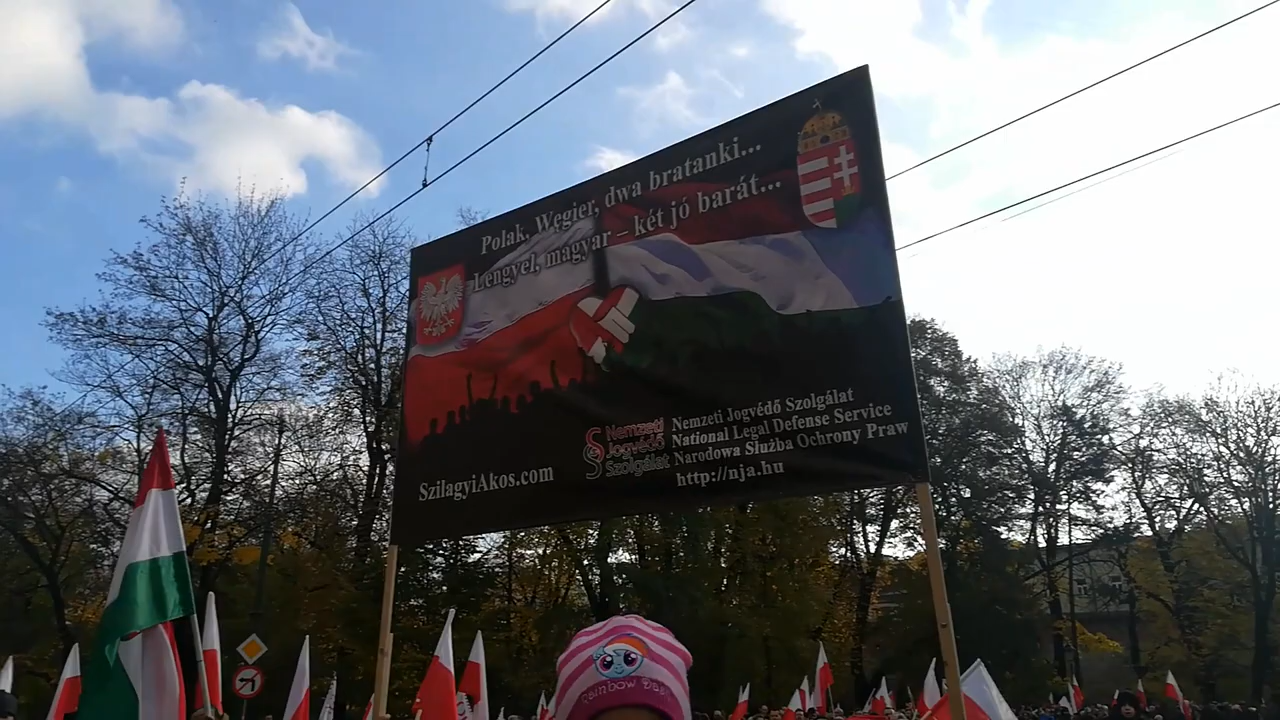 Polak, Węgier, dwa bratanki...
Lengyel, magyar – két jó barát...
Nemzeti
Jogvédő
Szolgálat
Nemzeti Jogvédő Szolgálat
National Legal Defense Service
Narodowa Służba Ochrony Praw
http://nja.hu
SzilagyiAkos.com
Rainbow Dash